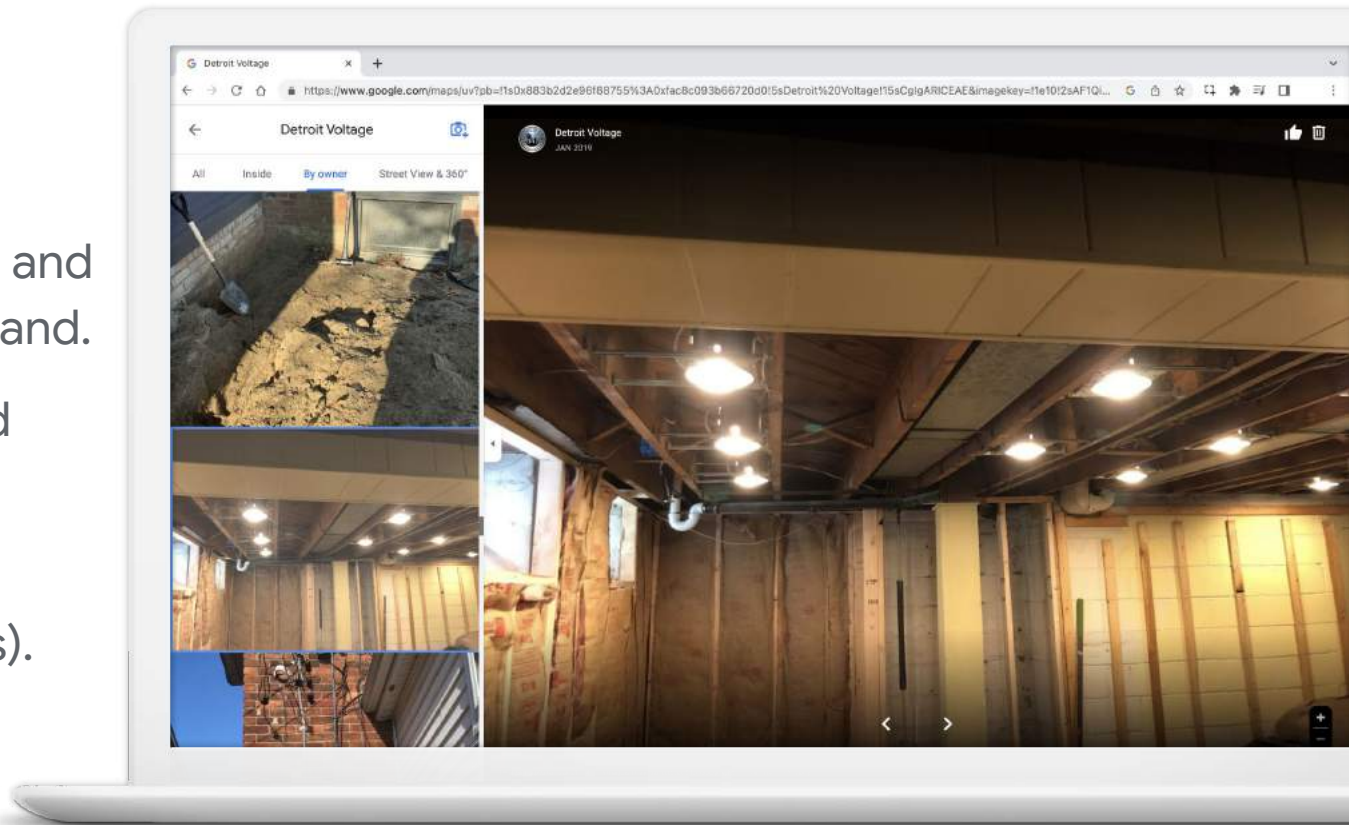 and
and.
d
s).
Detroit Voltage
https://www.google.com/maps/uv?pb=!1s0x883b2d2e96f88755%3A0xfac8c093b66720d0!5sDetroit%20Voltage!15sCgIgARICEAE&imagekey=!1e10!2sAF1Qi...
Detroit Voltage
All Inside By owner Street View & 360°
Detroit Voltage
JAN 2019